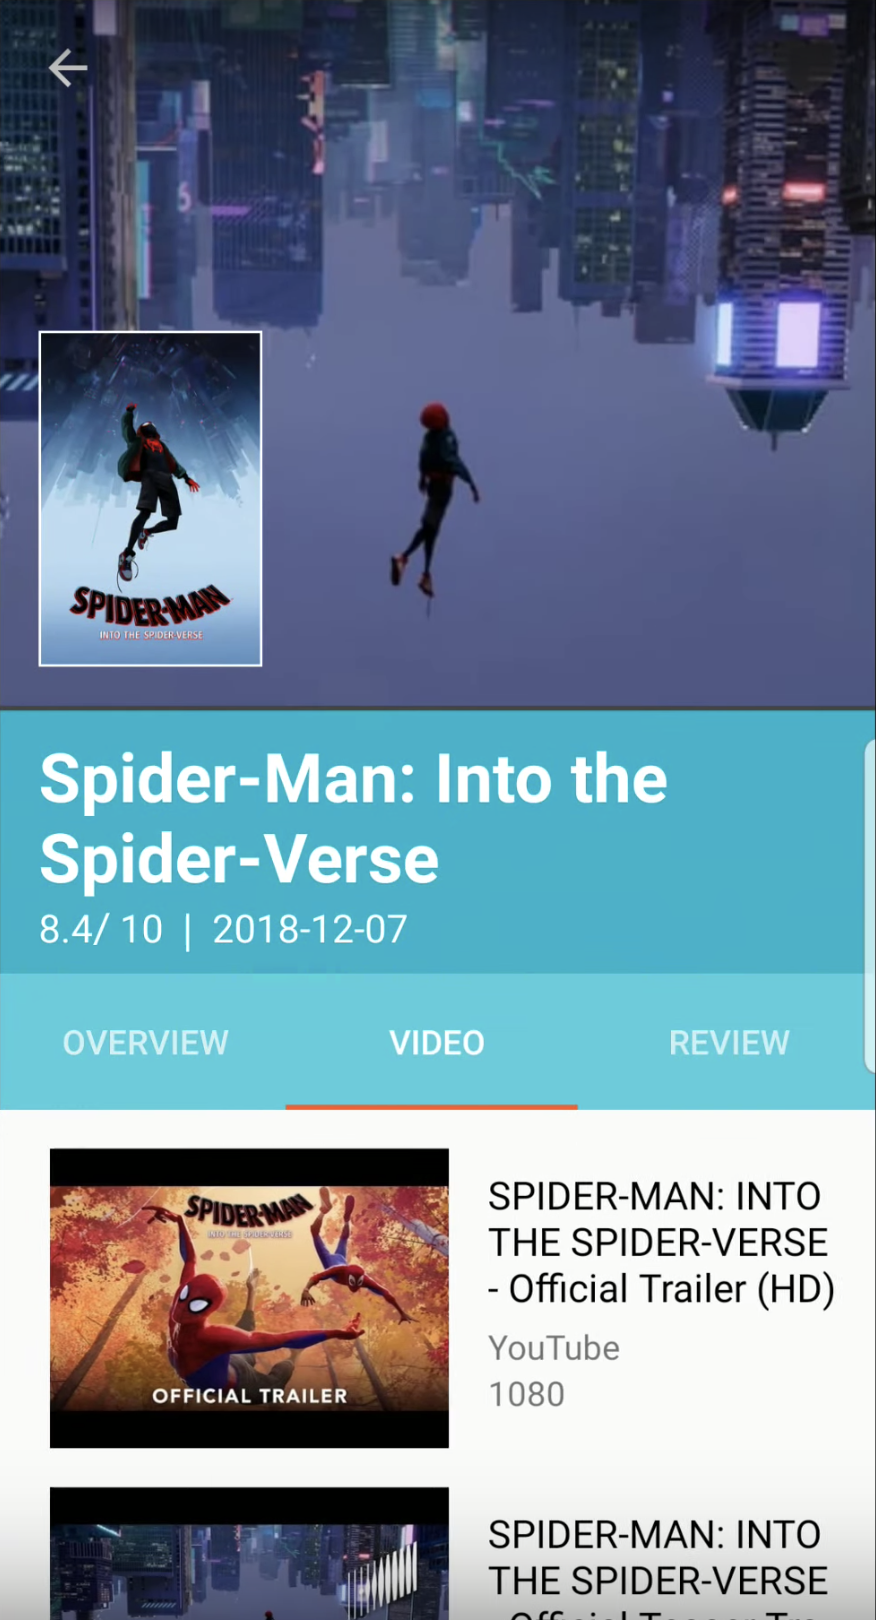 SPIDER-MAN
INTO THE SPIDER-VERSE
Spider-Man: Into the
Spider-Verse
8.4/ 10 | 2018-12-07
OVERVIEW
VIDEO
REVIEW
SPIDER-MAN
INTO THE SPIDER-VERSE
OFFICIAL TRAILER
SPIDER-MAN: INTO
THE SPIDER-VERSE
- Official Trailer (HD)
YouTube
1080
SPIDER-MAN: INTO
THE SPIDER-VERSE